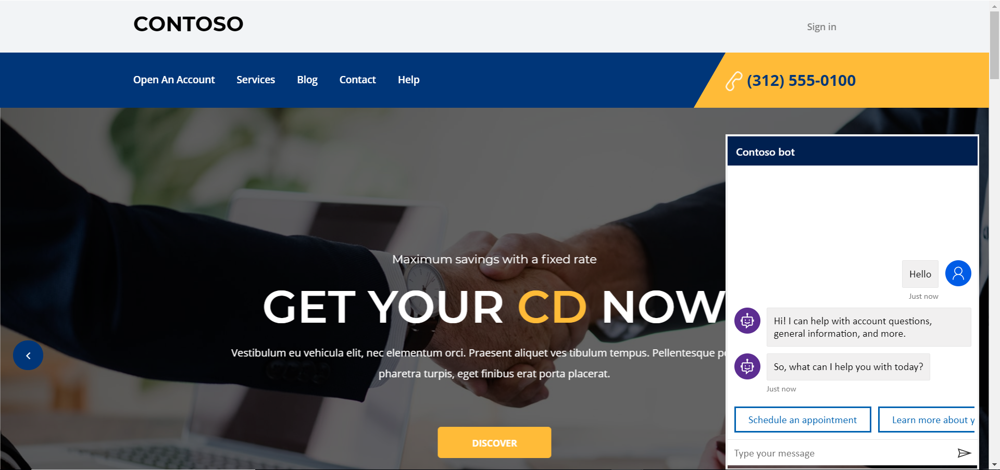 CONTOSO
Sign in
Open An Account Services Blog Contact Help
(312) 555-0100
Maximum savings with a fixed rate
GET YOUR CD NOW
Vestibulum eu vehicula elit, nec elementum orci. Praesent aliquet ves tibulum tempus. Pellentesque
pharetra turpis, eget finibus erat porta placerat.
DISCOVER
Contoso bot
Hello
Just now
Hi! I can help with account questions,
general information, and more.
So, what can I help you with today?
Just now
Schedule an appointment
Learn more about
Type your message